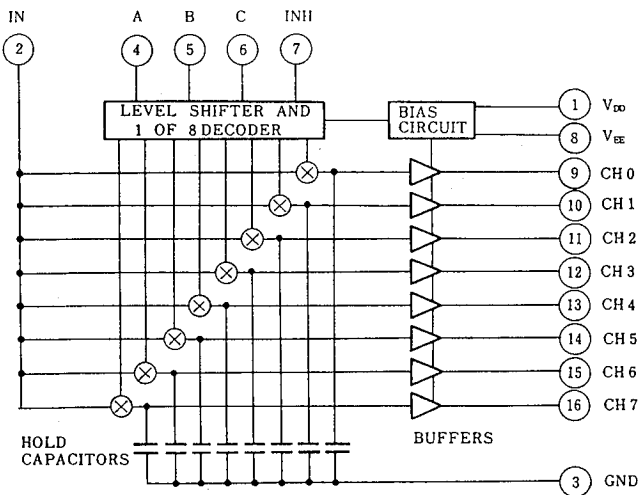 IN A B C INH
2 4 5 6 7
LEVEL SHIFTER AND
1 OF 8 DECODER
BIAS
CIRCUIT
1 VDD
8 VEE
9 CH 0
10 CH 1
11 CH 2
12 CH 3
13 CH 4
14 CH 5
15 CH 6
16 CH 7
HOLD
CAPACITORS
BUFFERS
3 GND